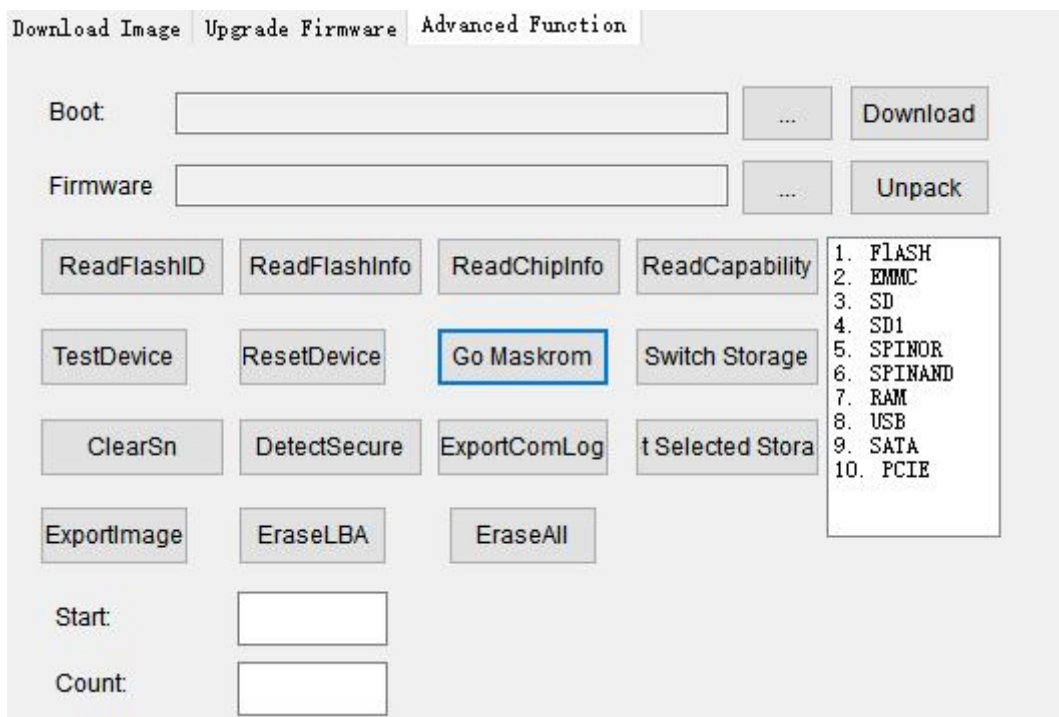 Download Image Upgrade Firmware Advanced Function
Boot: ... Download
Firmware ... Unpack
ReadFlashID ReadFlashInfo ReadChipInfo ReadCapability
TestDevice ResetDevice Go Maskrom Switch Storage
ClearSn DetectSecure ExportComLog t Selected Stora
ExportImage EraseLBA EraseAll
1. FlASH
2. EMMC
3. SD
4. SD1
5. SPINOR
6. SPINAND
7. RAM
8. USB
9. SATA
10. PCIE
Start:
Count: